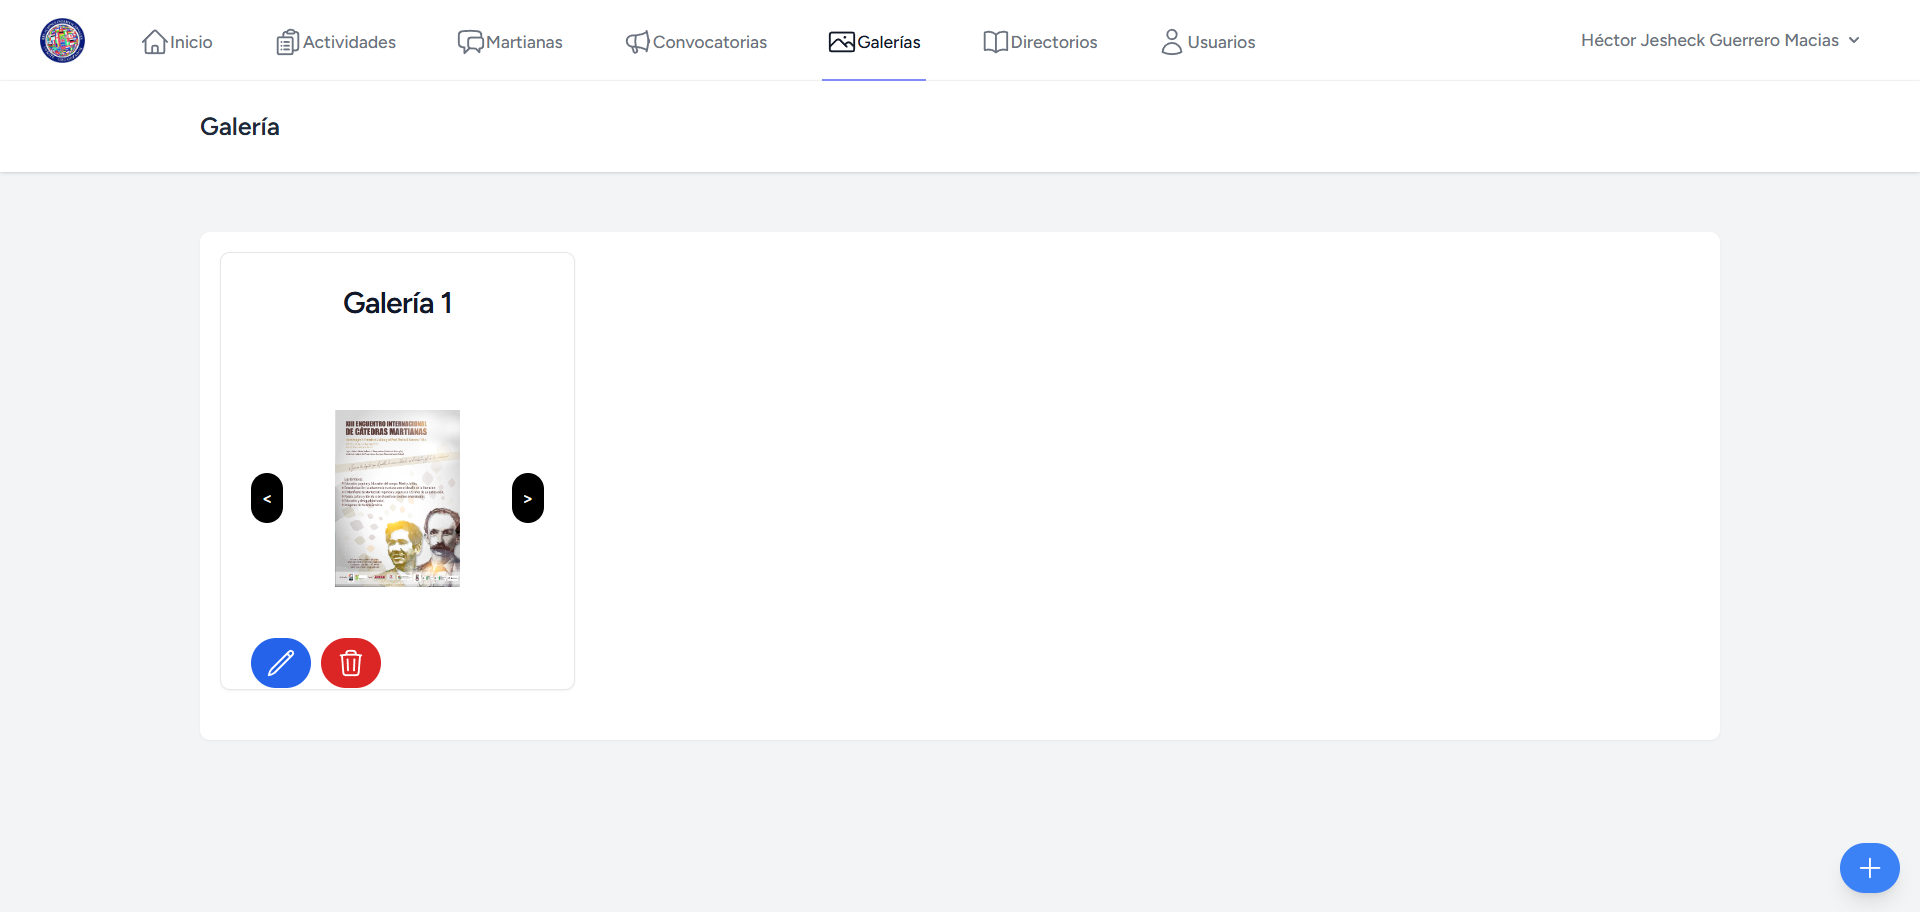 Inicio
Actividades
Martianas
Convocatorias
Galerías
Directorios
Usuarios
Héctor Jesheck Guerrero Macias
Galería
Galería 1
XIII ENCUENTRO INTERNACIONAL
DE CÁTEDRAS MARTIANAS
<
>